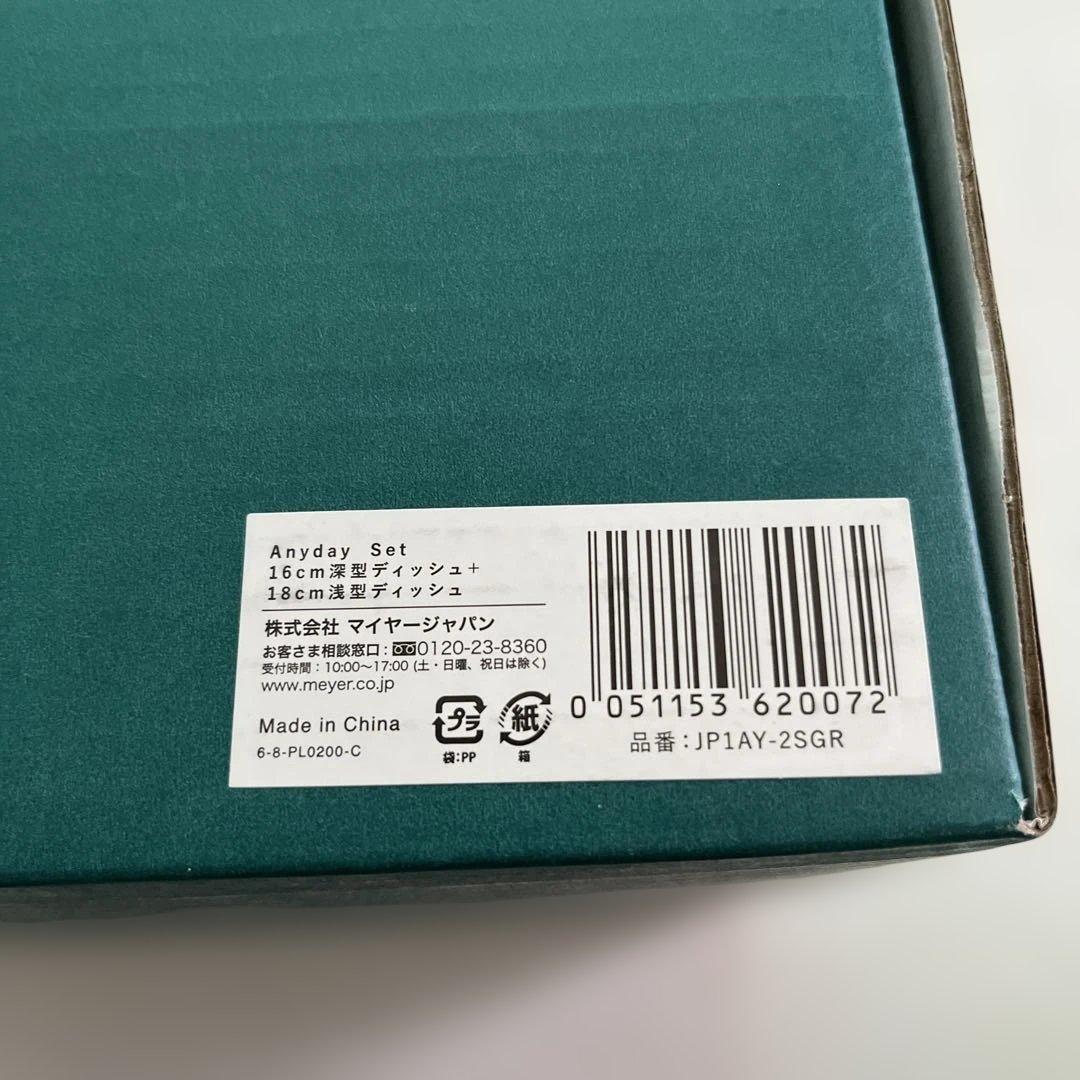 Anyday Set
16cm深型ディッシュ+
18cm浅型ディッシュ
株式会社 マイヤージャパン
お客さま相談窓口:0120-23-8360
受付時間:10:00〜17:00 (土・日曜、祝日は除く)
www.meyer.co.jp
Made in China
6-8-PL0200-C
プラ
袋:PP
紙
箱
0 051153 620072
品番:JP1AY-2SGR